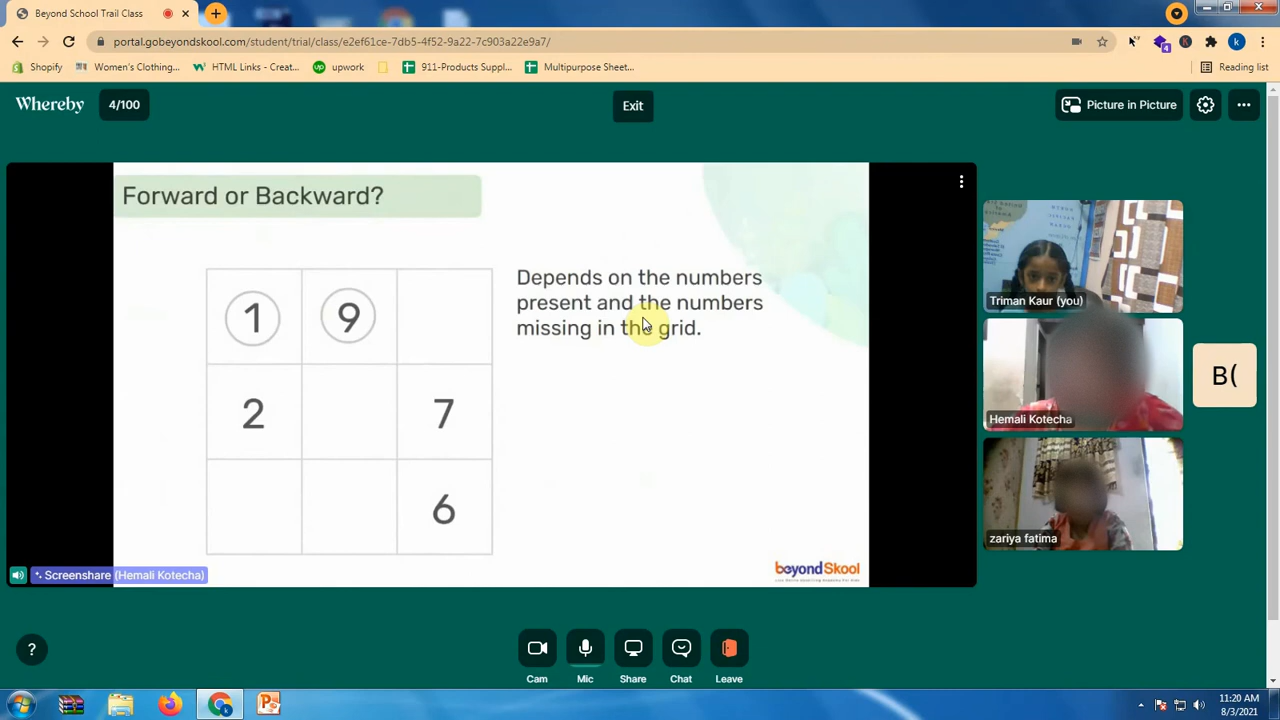 Beyond School Trail Class
portal.gobeyondskool.com/student/trial/class/e2ef61ce-7db5-4f52-9a22-7c903a22e9a7/
4
k
Shopify
Women's Clothing...
HTML Links - Creat...
up
upwork
911-Products Suppl...
Multipurpose Sheet...
Reading list
Whereby
4/100
Exit
Picture in Picture
Forward or Backward?
Depends on the numbers
present and the numbers
missing in the grid.
1 9
2 7
6
beyondSkool
Screenshare (Hemali Kotecha)
Triman Kaur (you)
Hemali Kotecha
B(
zariya fatima
?
Cam
Mic
Share
Chat
Leave
11:20 AM
8/3/2021